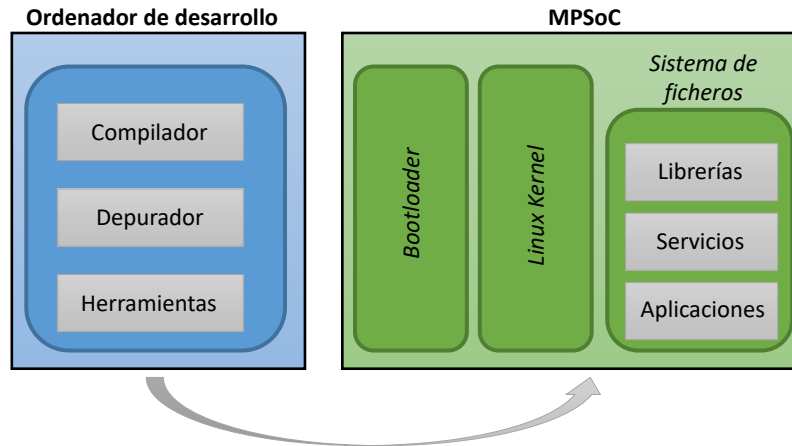 Ordenador de desarrollo
Compilador
Depurador
Herramientas
MPSoC
Bootloader
Linux Kernel
Sistema de
ficheros
Librerías
Servicios
Aplicaciones